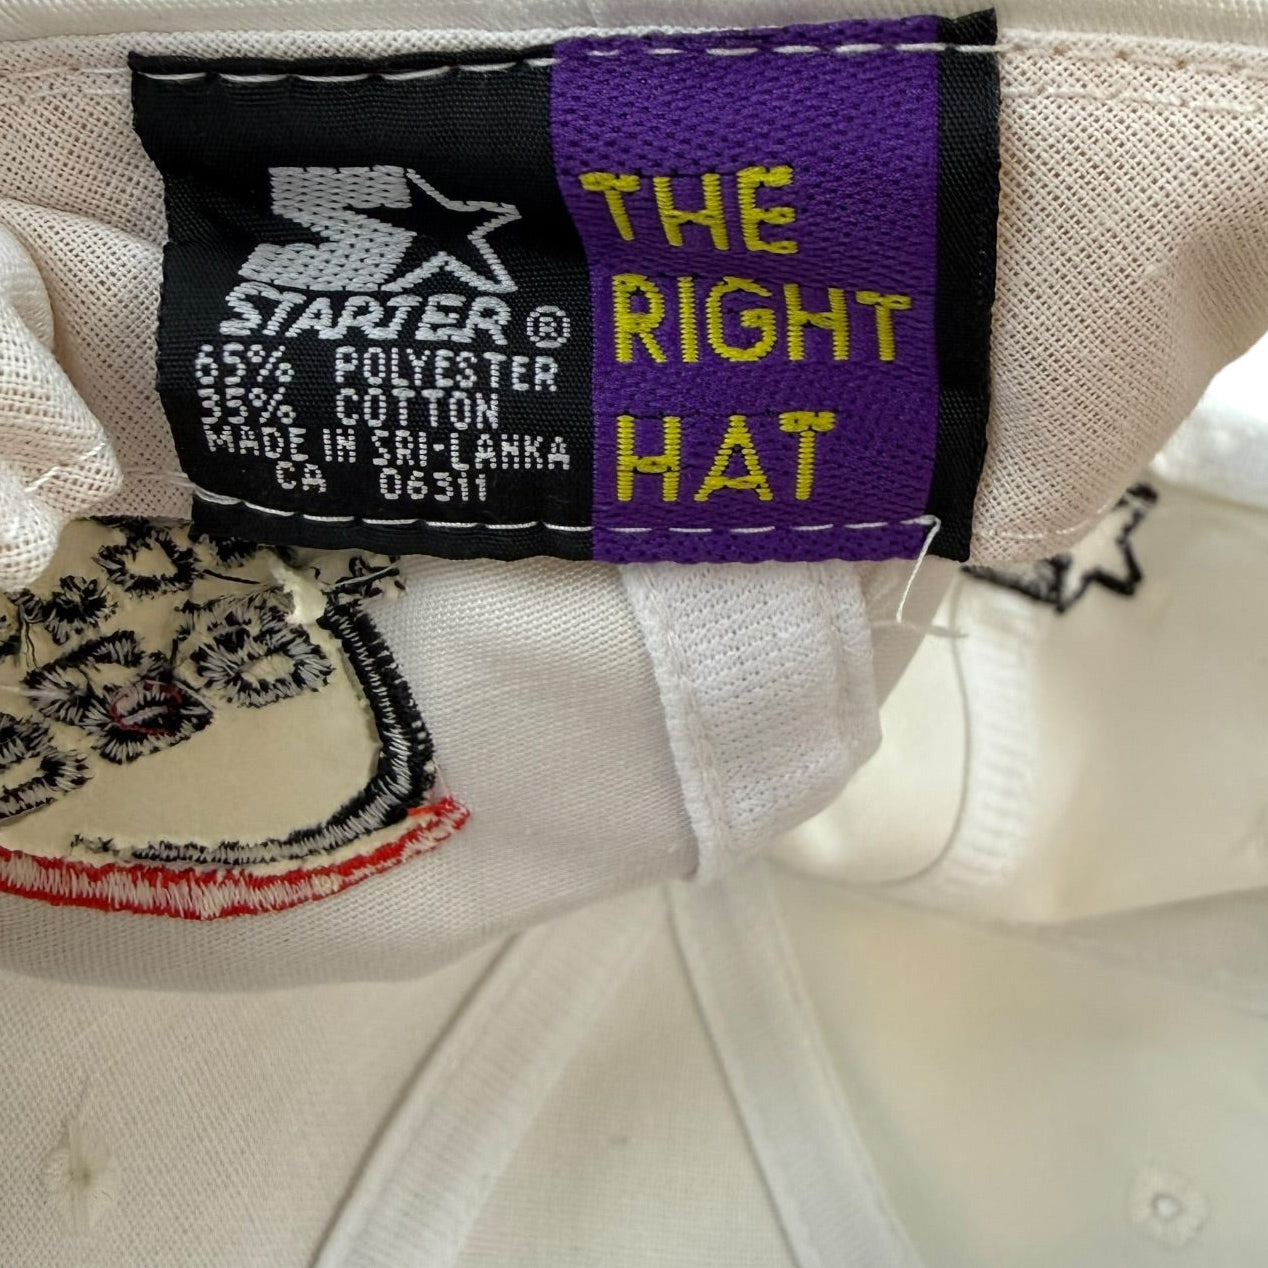 STARTER ®
65% POLYESTER
35% COTTON
MADE IN SRI-LANKA
CA 06311
THE
RIGHT
HAT